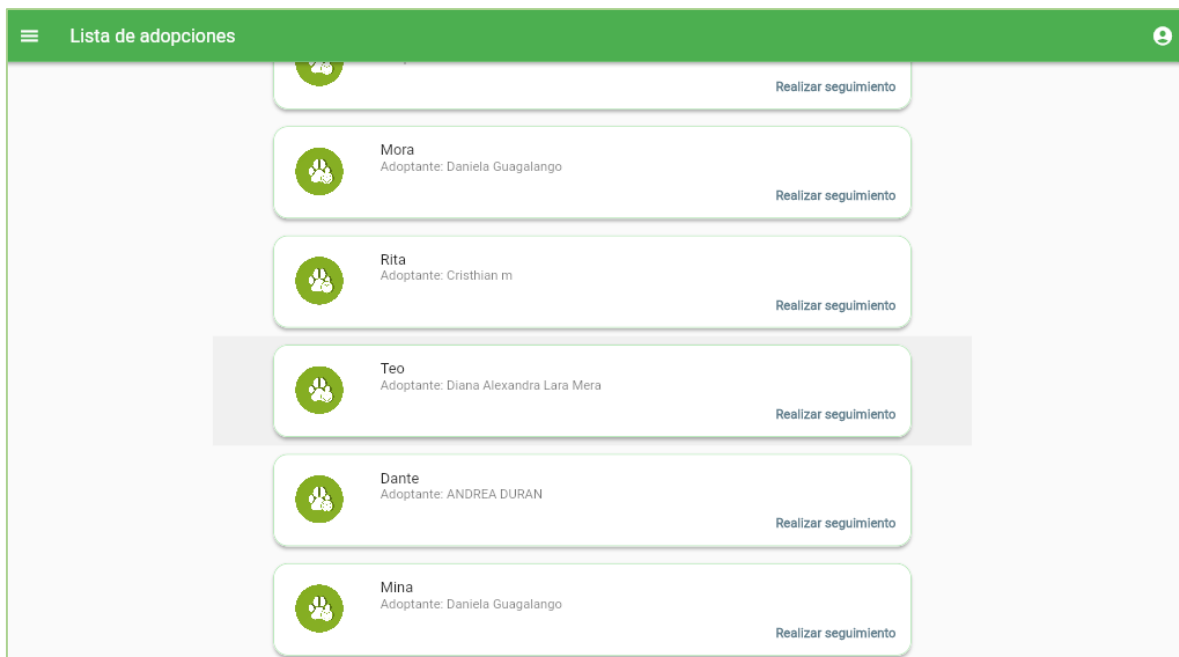 Lista de adopciones
Realizar seguimiento
Mora
Adoptante: Daniela Guagalango
Realizar seguimiento
Rita
Adoptante: Cristhian m
Realizar seguimiento
Teo
Adoptante: Diana Alexandra Lara Mera
Realizar seguimiento
Dante
Adoptante: ANDREA DURAN
Realizar seguimiento
Mina
Adoptante: Daniela Guagalango
Realizar seguimiento